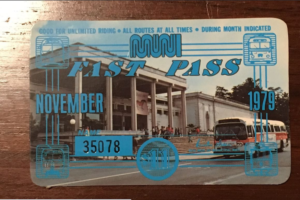 GOOD FOR UNLIMITED RIDING • ALL ROUTES AT ALL TIMES • DURING MONTH INDICATED
MUNI
FAST PASS
NOVEMBER 1979
35078